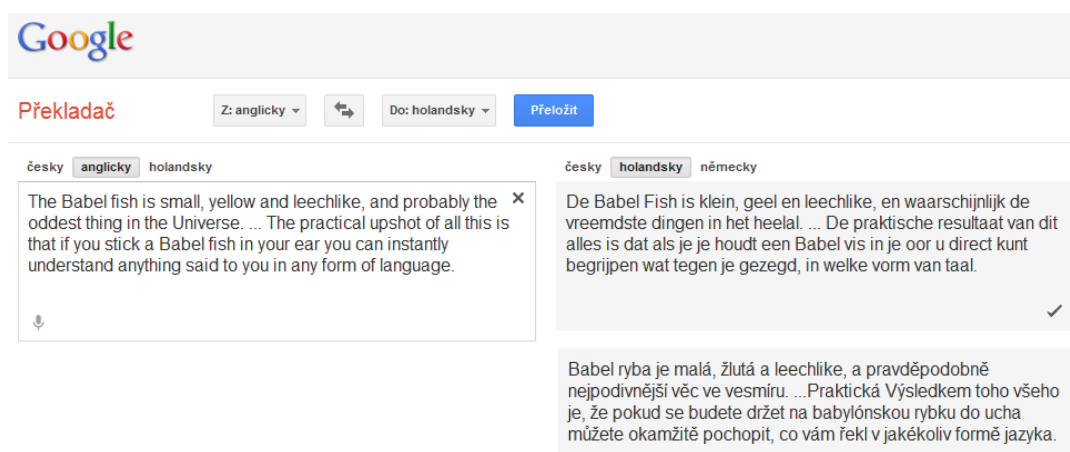 Google
Překladač
Z: anglicky
Do: holandsky
Přeložit
česky anglicky holandsky
The Babel fish is small, yellow and leechlike, and probably the
oddest thing in the Universe. ... The practical upshot of all this is
that if you stick a Babel fish in your ear you can instantly
understand anything said to you in any form of language.
česky holandsky německy
De Babel Fish is klein, geel en leechlike, en waarschijnlijk de
vreemdste dingen in het heelal. ... De praktische resultaat van dit
alles is dat als je je houdt een Babel vis in je oor u direct kunt
begrijpen wat tegen je gezegd, in welke vorm van taal.
Babel ryba je malá, žlutá a leechlike, a pravděpodobně
nejpodivnější věc ve vesmíru. ...Praktická Výsledkem toho všeho
je, že pokud se budete držet na babylónskou rybku do ucha
můžete okamžitě pochopit, co vám řekl v jakékoliv formě jazyka.